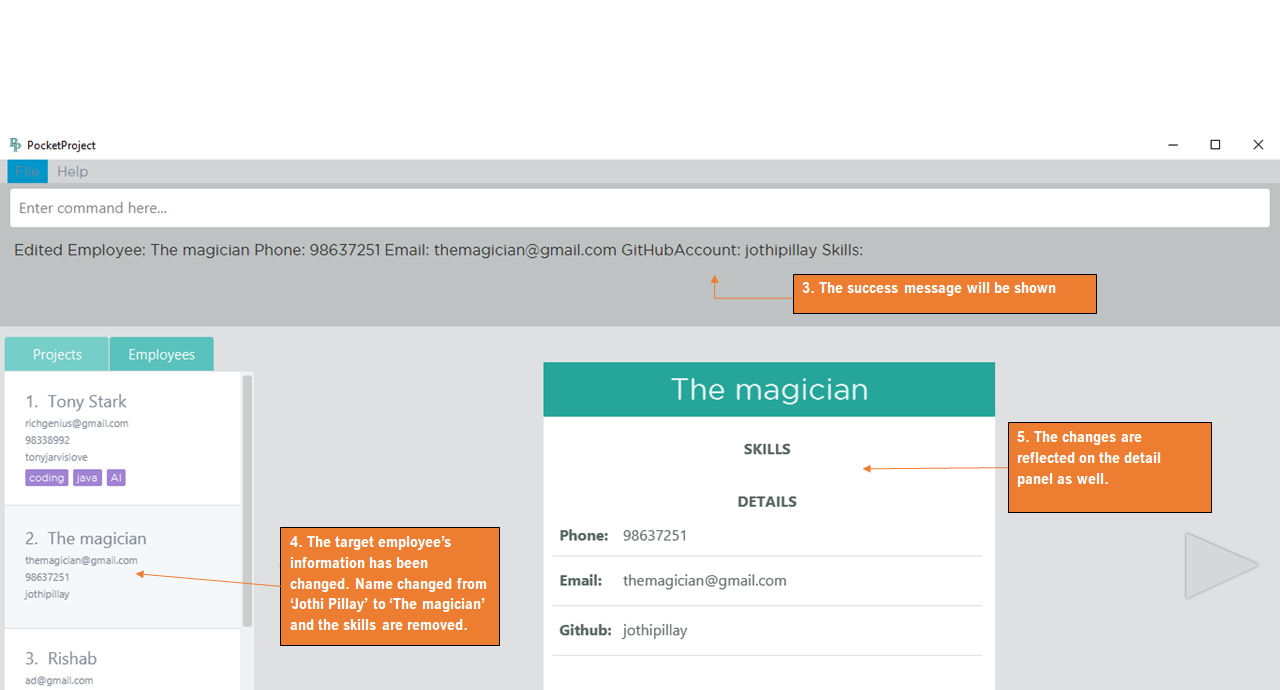 PocketProject
File Help
Enter command here...
Edited Employee: The magician Phone: 98637251 Email: themagician@gmail.com GitHubAccount: jothipillay Skills:
3. The success message will be shown
Projects Employees
1. Tony Stark
richgenius@gmail.com
98338992
tonyjarvislove
coding java AI
2. The magician
themagician@gmail.com
98637251
jothipillay
3. Rishab
ad@gmail.com
4. The target employee’s
information has been
changed. Name changed from
‘Jothi Pillay’ to ‘The magician’
and the skills are removed.
The magician
SKILLS
DETAILS
Phone: 98637251
Email: themagician@gmail.com
Github: jothipillay
5. The changes are
reflected on the detail
panel as well.